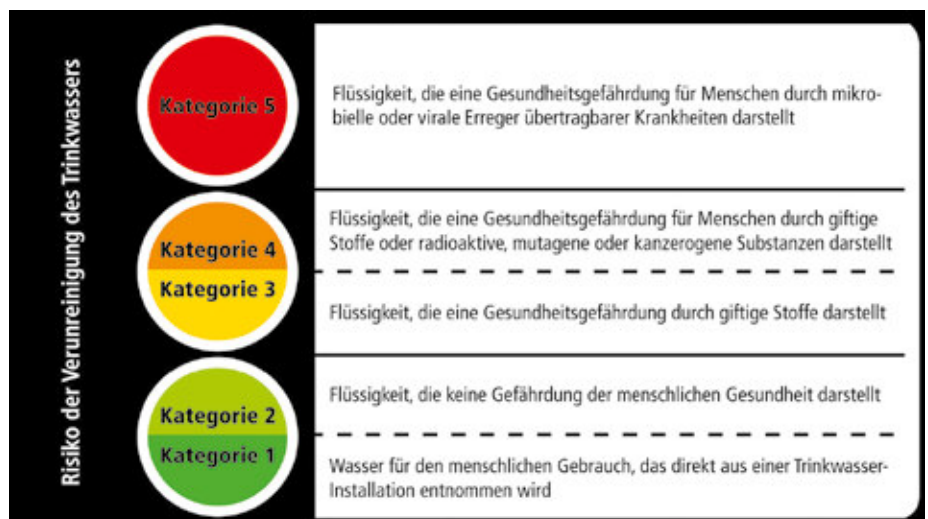 Risiko der Verunreinigung des Trinkwassers
Kategorie 5
Flüssigkeit, die eine Gesundheitsgefährdung für Menschen durch mikro-
bielle oder virale Erreger übertragbarer Krankheiten darstellt
Kategorie 4
Flüssigkeit, die eine Gesundheitsgefährdung für Menschen durch giftige
Stoffe oder radioaktive, mutagene oder kanzerogene Substanzen darstellt
Kategorie 3
Flüssigkeit, die eine Gesundheitsgefährdung durch giftige Stoffe darstellt
Kategorie 2
Flüssigkeit, die keine Gefährdung der menschlichen Gesundheit darstellt
Kategorie 1
Wasser für den menschlichen Gebrauch, das direkt aus einer Trinkwasser-
Installation entnommen wird